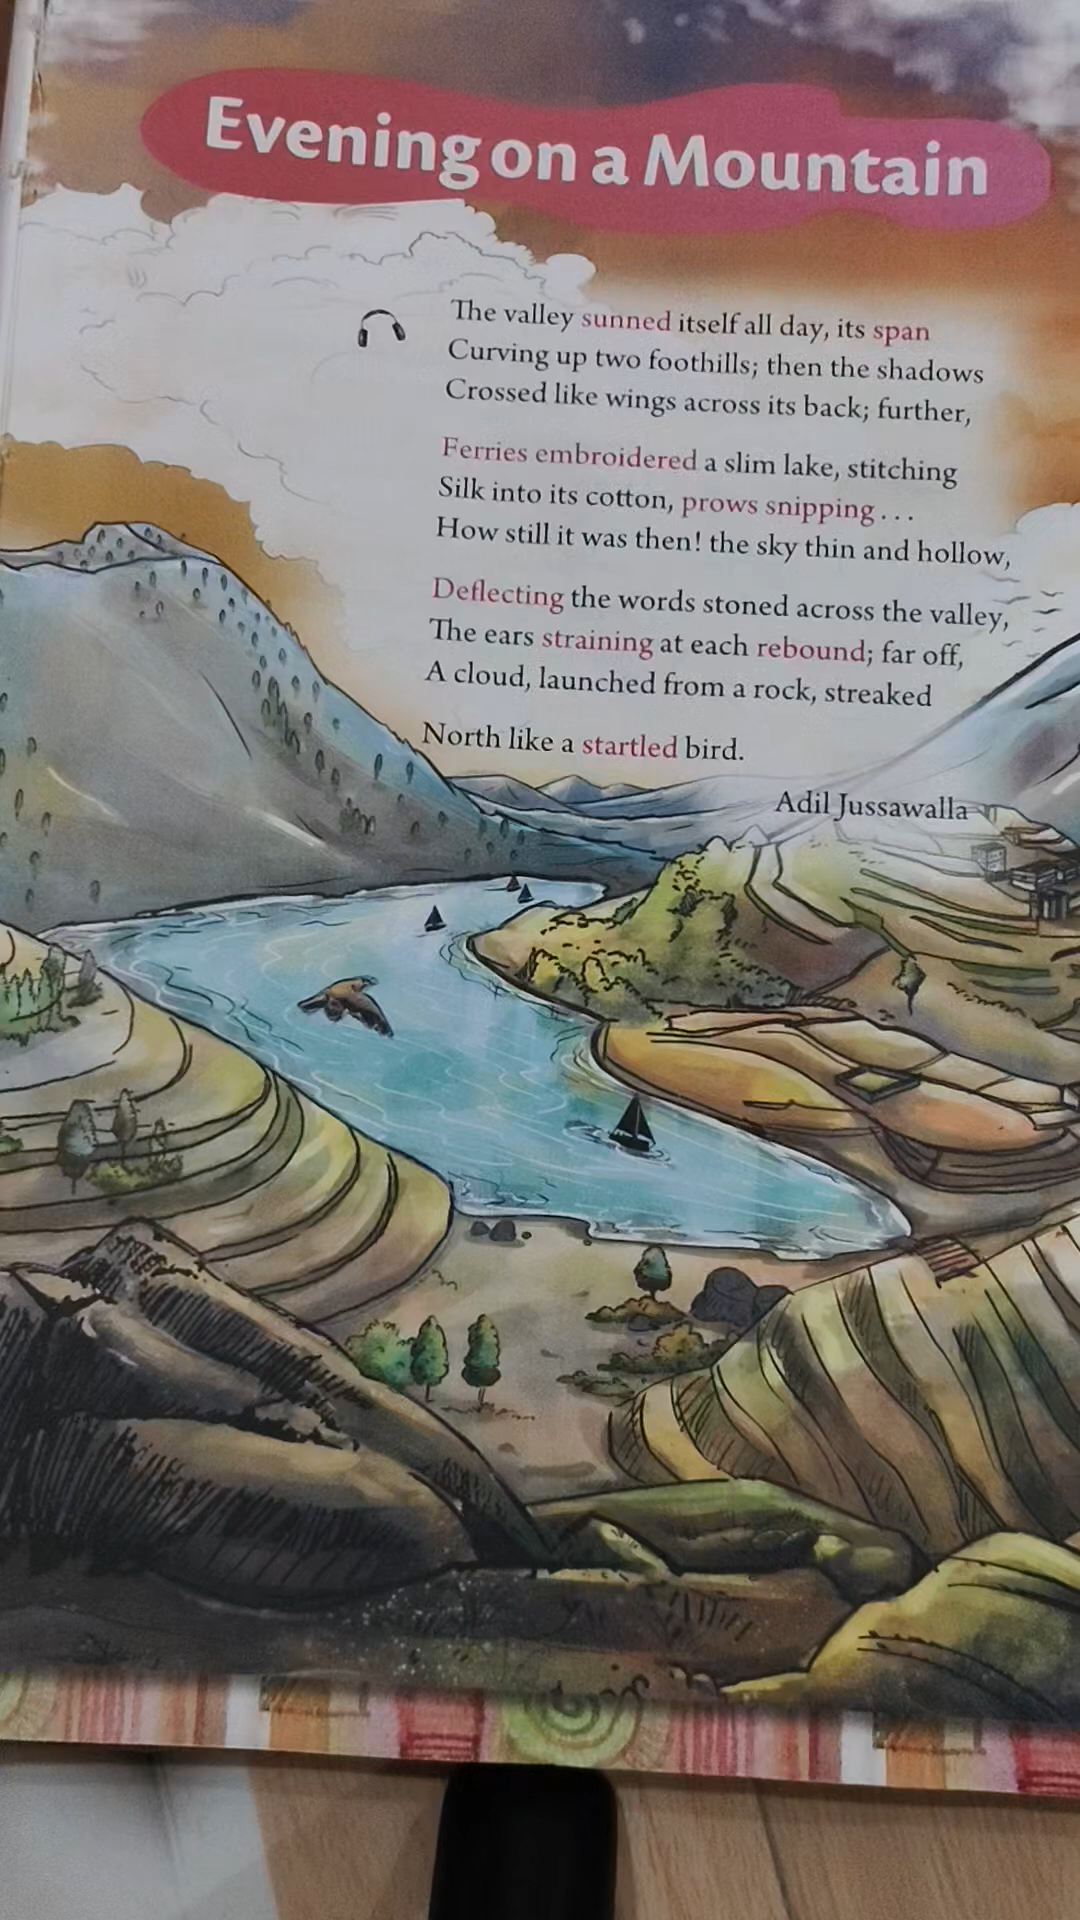 Evening on a Mountain
The valley sunned itself all day, its span
Curving up two foothills; then the shadows
Crossed like wings across its back; further,
Ferries embroidered a slim lake, stitching
Silk into its cotton, prows snipping . . .
How still it was then! the sky thin and hollow,
Deflecting the words stoned across the valley,
The ears straining at each rebound; far off,
A cloud, launched from a rock, streaked
North like a startled bird.
Adil Jussawalla